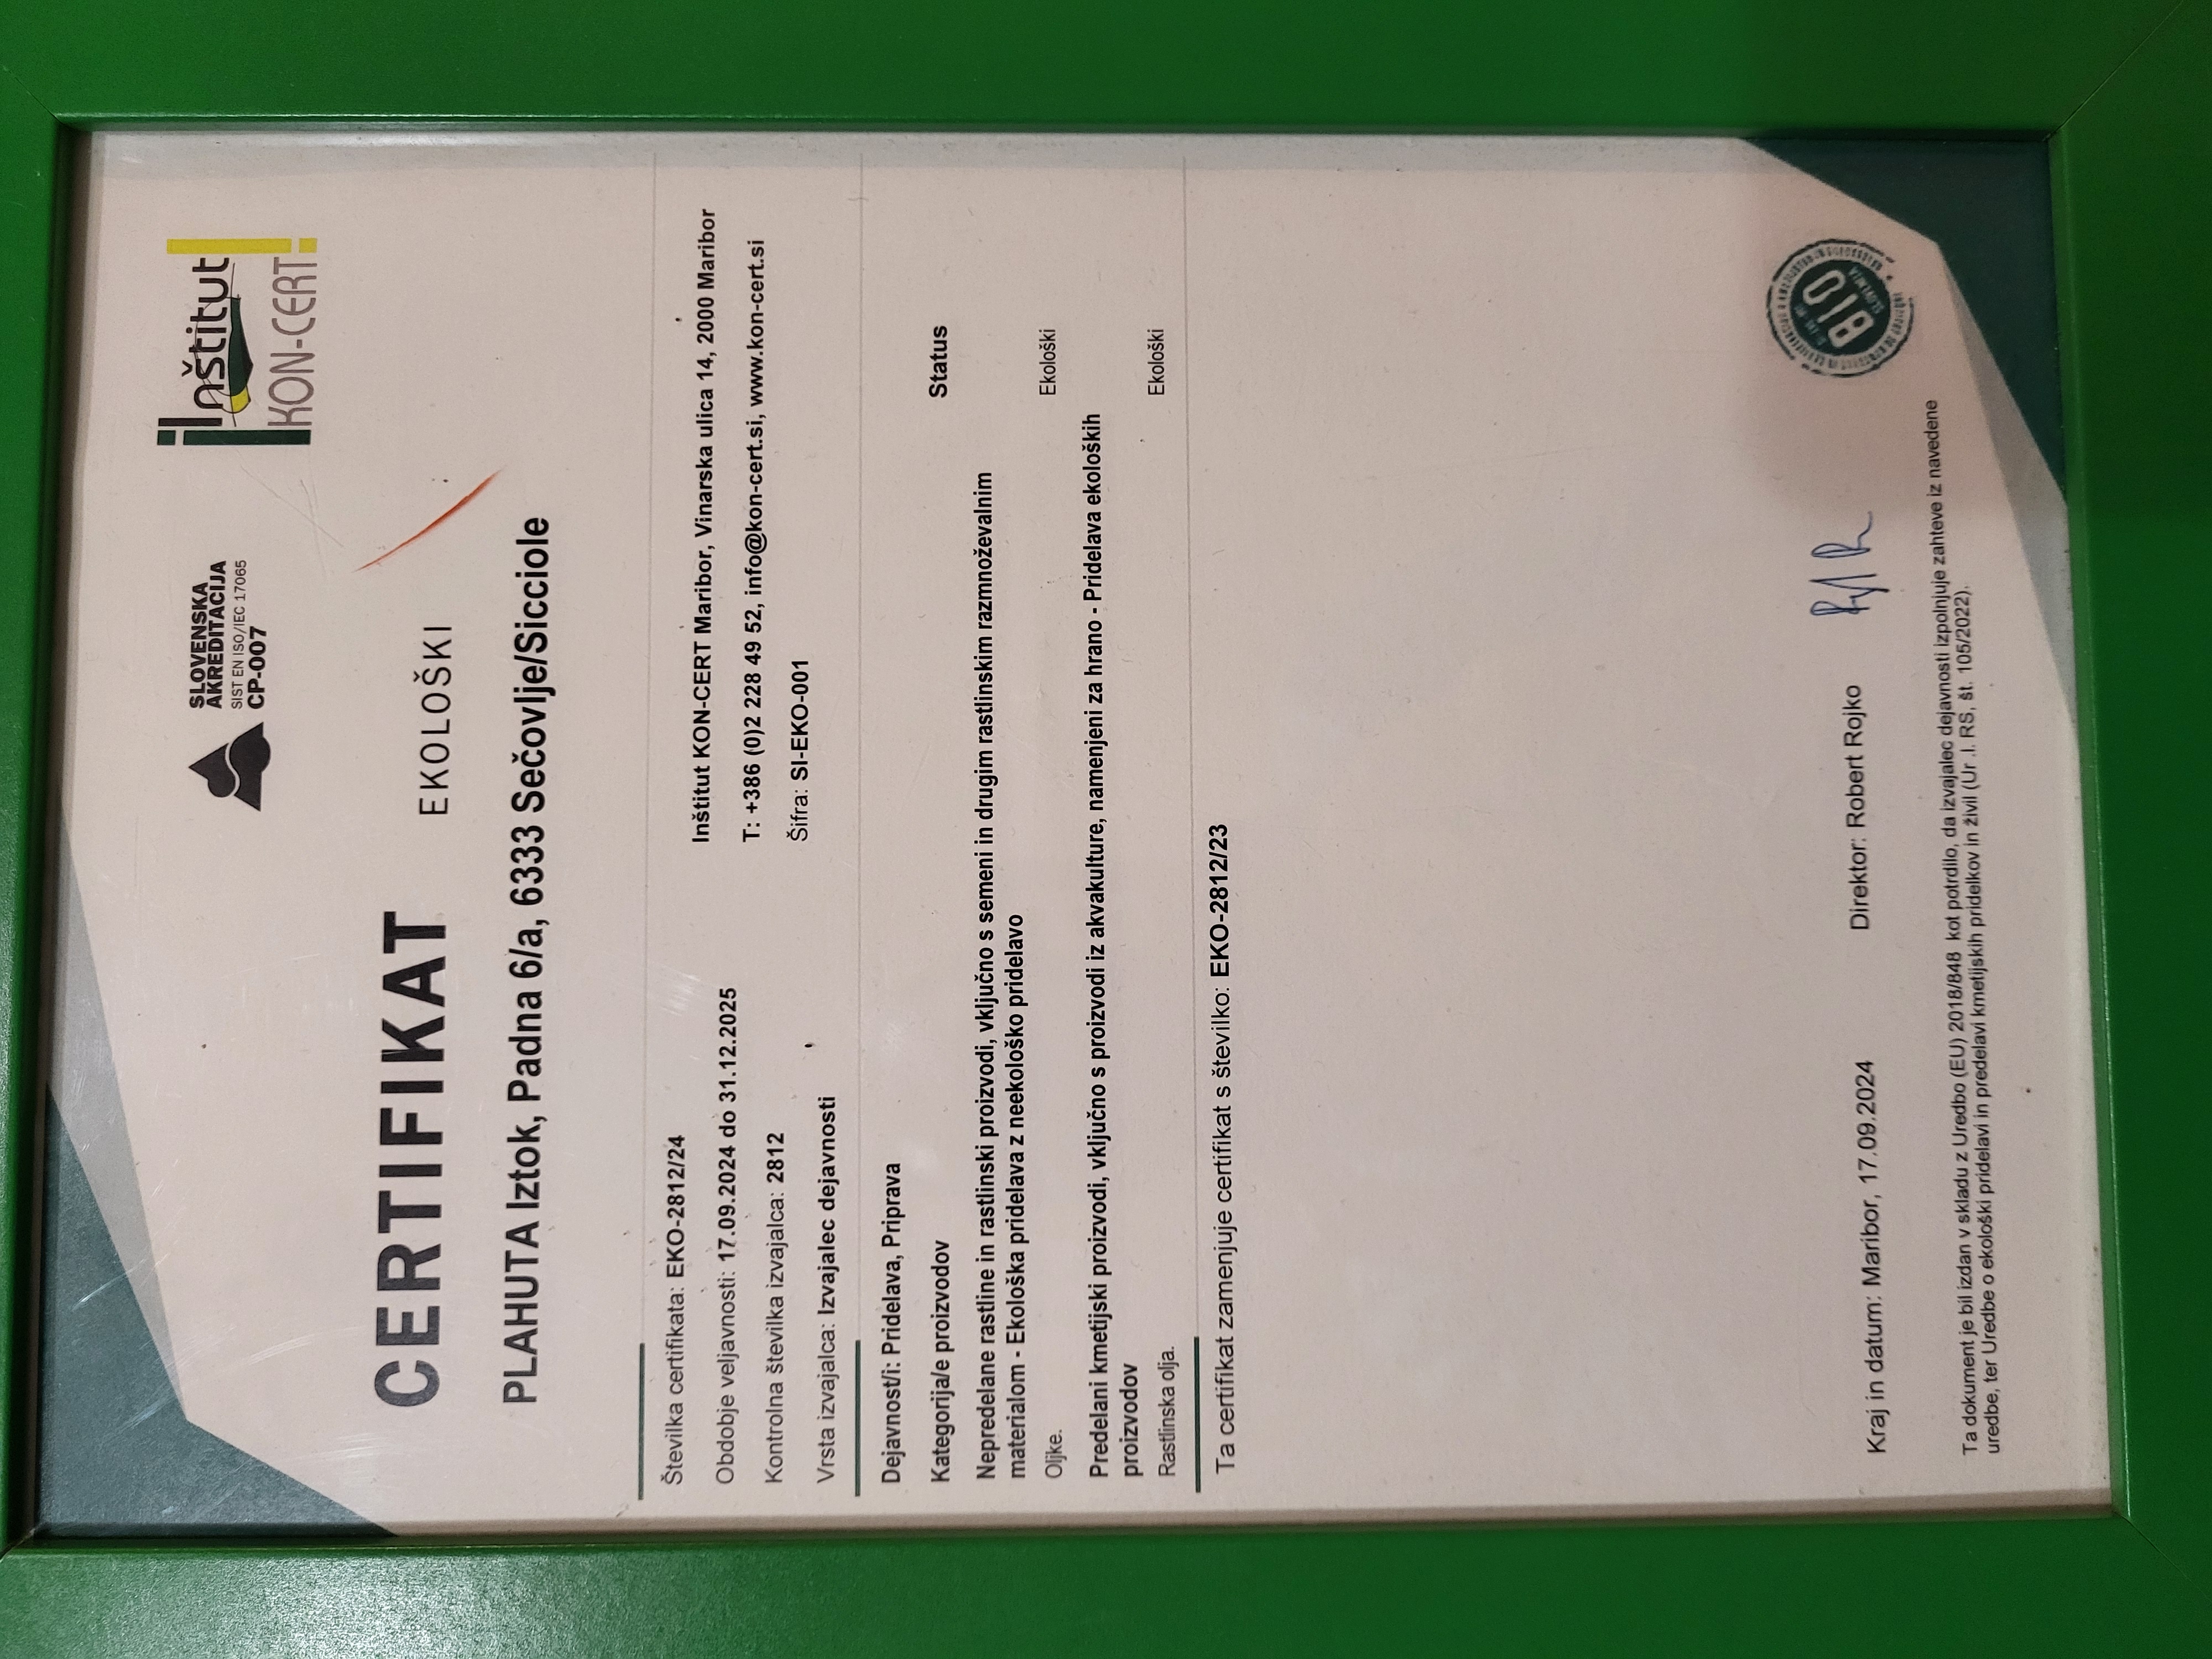 SLOVENSKA
AKREDITACIJA
SIST EN ISO/IEC 17065
CP-007
Inštitut
KON-CERT
CERTIFIKAT EKOLOŠKI
PLAHUTA Iztok, Padna 6/a, 6333 Sečovlje/Sicciole
Številka certifikata: EKO-2812/24
Obdobje veljavnosti: 17.09.2024 do 31.12.2025
Kontrolna številka izvajalca: 2812
Vrsta izvajalca: Izvajalec dejavnosti
Inštitut KON-CERT Maribor, Vinarska ulica 14, 2000 Maribor
T: +386 (0)2 228 49 52, info@kon-cert.si, www.kon-cert.si
Šifra: SI-EKO-001
Dejavnost/i: Pridelava, Priprava
Kategorija/e proizvodov Status
Nepredelane rastline in rastlinski proizvodi, vključno s semeni in drugim rastlinskim razmnoževalnim
materialom - Ekološka pridelava z neekološko pridelavo
Oljke. Ekološki
Predelani kmetijski proizvodi, vključno s proizvodi iz akvakulture, namenjeni za hrano - Pridelava ekoloških
proizvodov
Rastlinska olja. Ekološki
Ta certifikat zamenjuje certifikat s številko: EKO-2812/23
Kraj in datum: Maribor, 17.09.2024 Direktor: Robert Rojko
BIO
Ta dokument je bil izdan v skladu z Uredbo (EU) 2018/848 kot potrdilo, da izvajalec dejavnosti izpolnjuje zahteve iz navedene
uredbe, ter Uredbe o ekološki pridelavi in predelavi kmetijskih pridelkov in živil (Ur .l. RS, št. 105/2022).